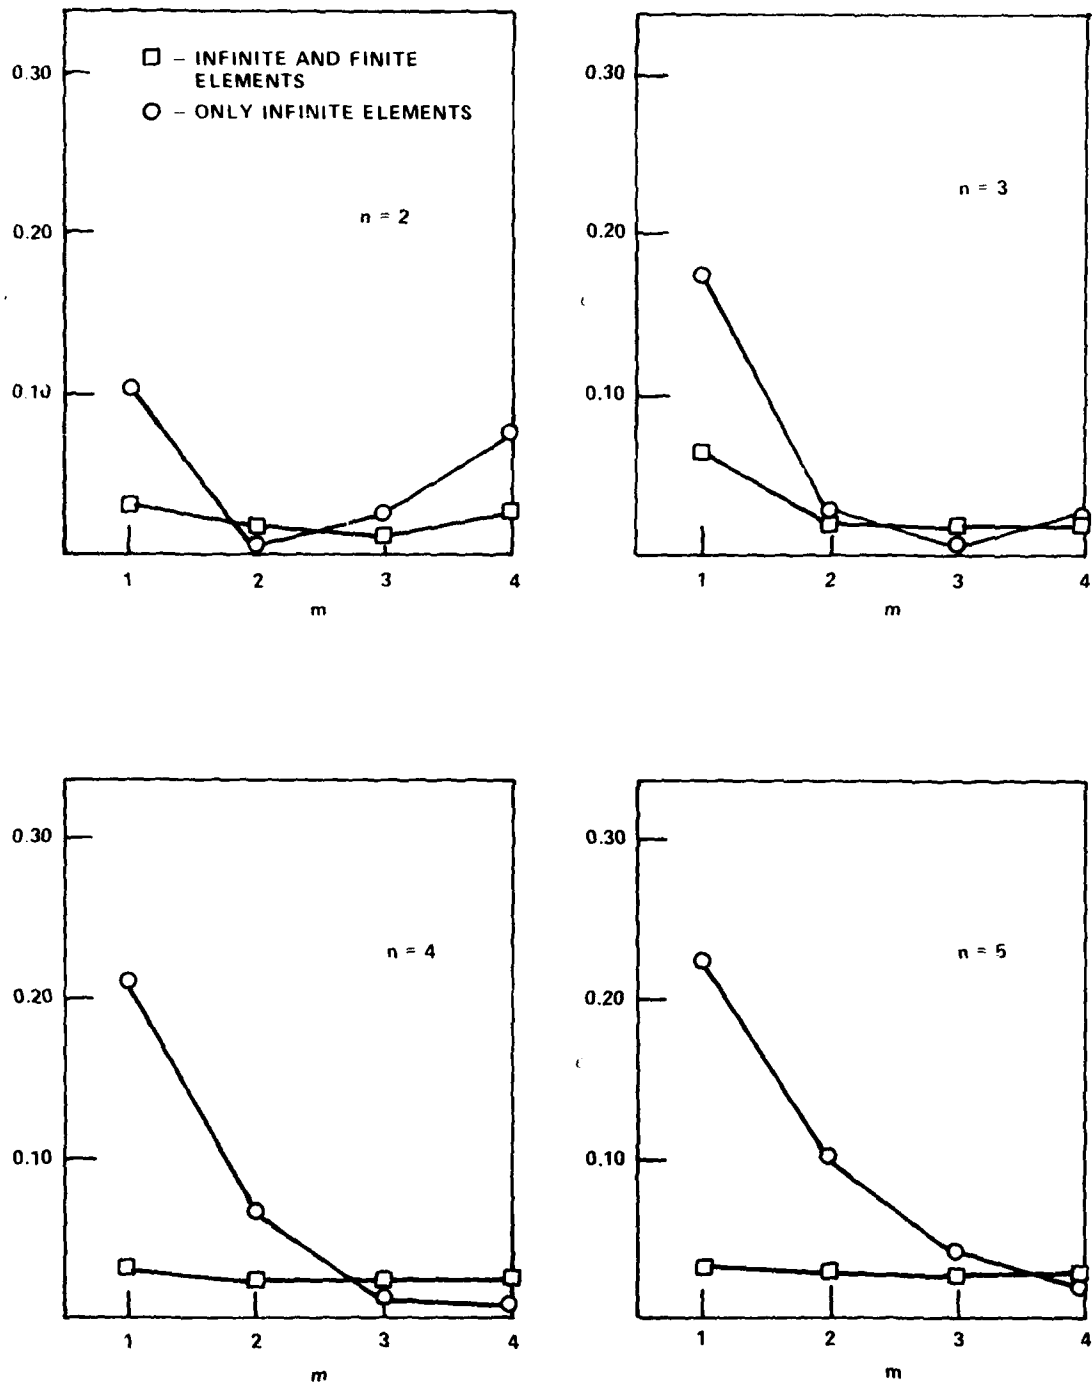 0.30
□ – INFINITE AND FINITE
ELEMENTS
○ – ONLY INFINITE ELEMENTS
n = 2
0.20
0.10
1 2 3 4
m
0.30
n = 3
0.20
0.10
1 2 3 4
m
0.30
n = 4
0.20
0.10
1 2 3 4
m
0.30
n = 5
0.20
ε
0.10
1 2 3 4
m